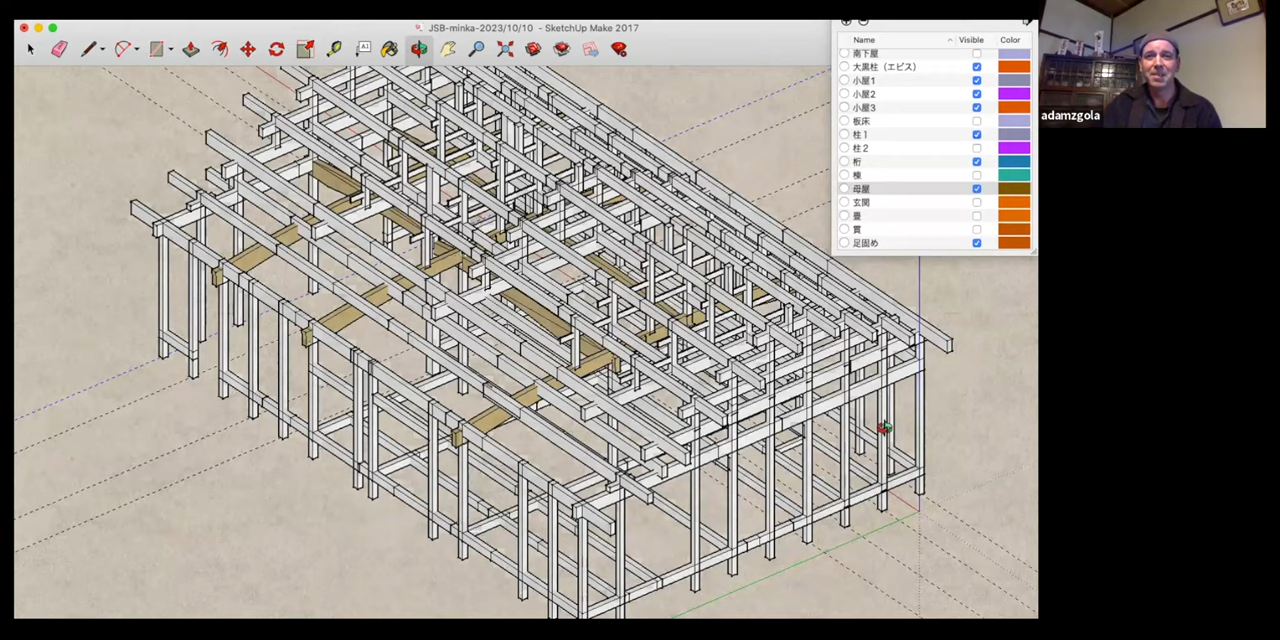 JSB-minka-2023/10/10 - SketchUp Make 2017
A1
Name Visible Color
南下屋
大黒柱（エビス）
小屋1
小屋2
小屋3
板床
柱1
柱2
桁
棟
母屋
玄関
畳
貫
足固め
adamzgola